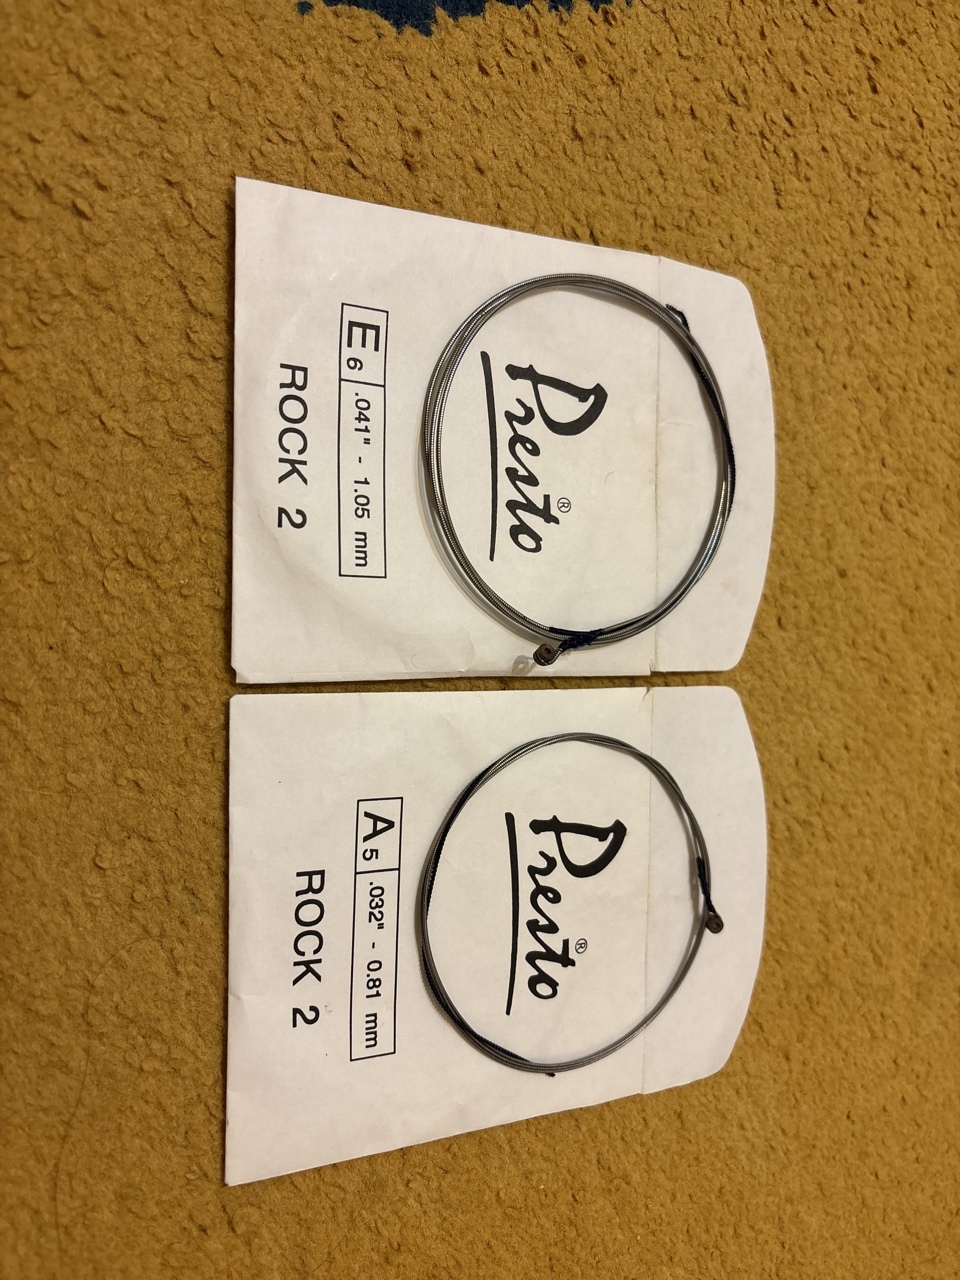 Presto®
E6 .041" - 1.05 mm
ROCK 2
Presto®
A5 .032" - 0.81 mm
ROCK 2